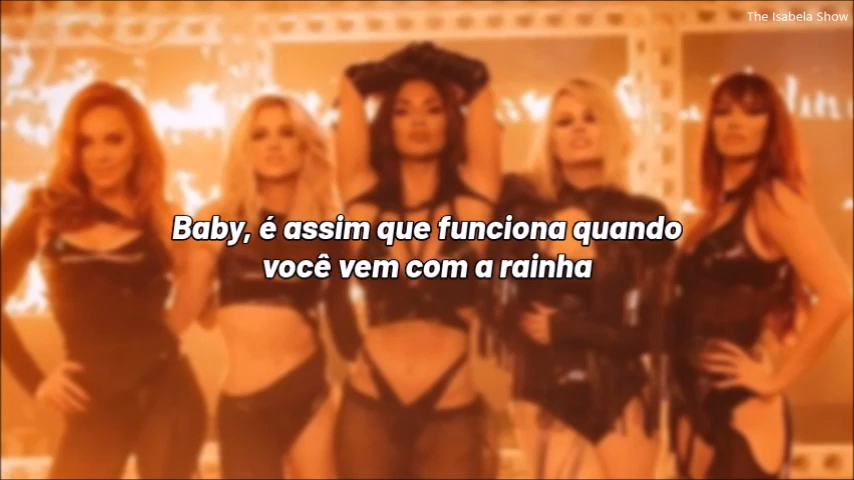 The Isabela Show
Baby, é assim que funciona quando
você vem com a rainha